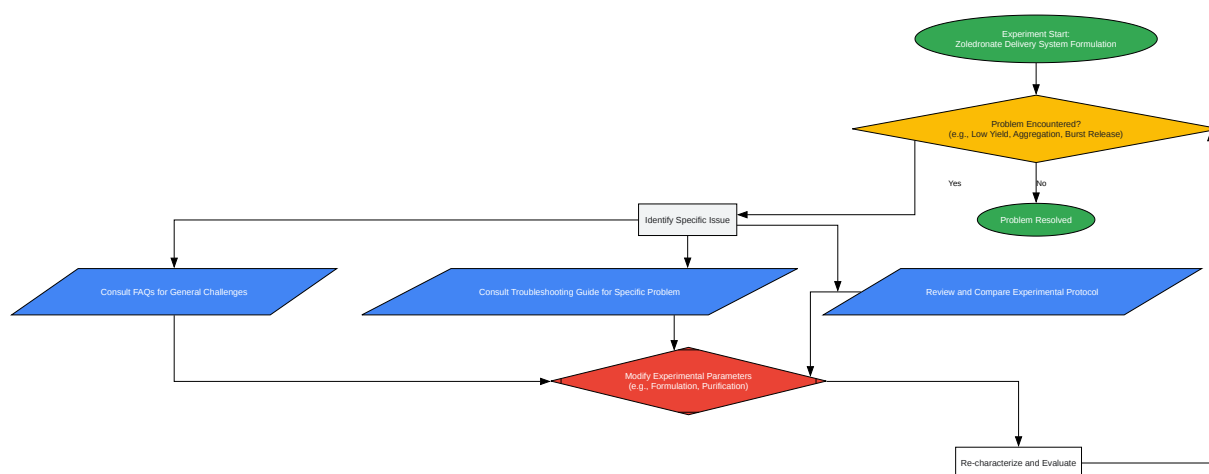 Experiment Start:
Zoledronate Delivery System Formulation
Problem Encountered?
(e.g., Low Yield, Aggregation, Burst Release)
Yes
No
Identify Specific Issue
Problem Resolved
Consult FAQs for General Challenges
Consult Troubleshooting Guide for Specific Problem
Review and Compare Experimental Protocol
Modify Experimental Parameters
(e.g., Formulation, Purification)
Re-characterize and Evaluate